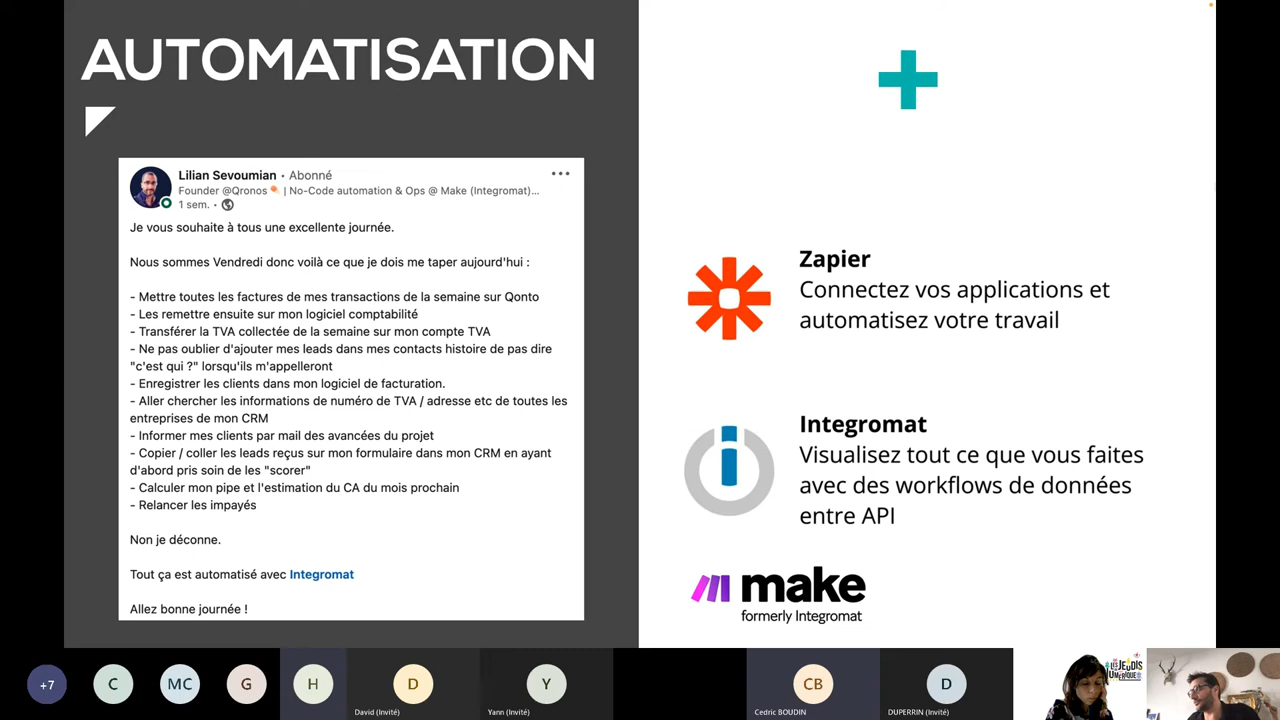 AUTOMATISATION
Lilian Sevoumian • Abonné
Founder @Qronos | No-Code automation & Ops @ Make (Integromat)...
1 sem. •
Je vous souhaite à tous une excellente journée.
Nous sommes Vendredi donc voilà ce que je dois me taper aujourd'hui :
- Mettre toutes les factures de mes transactions de la semaine sur Qonto
- Les remettre ensuite sur mon logiciel comptabilité
- Transférer la TVA collectée de la semaine sur mon compte TVA
- Ne pas oublier d'ajouter mes leads dans mes contacts histoire de pas dire
"c'est qui ?" lorsqu'ils m'appelleront
- Enregistrer les clients dans mon logiciel de facturation.
- Aller chercher les informations de numéro de TVA / adresse etc de toutes les
entreprises de mon CRM
- Informer mes clients par mail des avancées du projet
- Copier / coller les leads reçus sur mon formulaire dans mon CRM en ayant
d'abord pris soin de les "scorer"
- Calculer mon pipe et l'estimation du CA du mois prochain
- Relancer les impayés
Non je déconne.
Tout ça est automatisé avec Integromat
Allez bonne journée !
Zapier
Connectez vos applications et
automatisez votre travail
Integromat
Visualisez tout ce que vous faites
avec des workflows de données
entre API
make
formerly Integromat
+7
C
MC
G
H
D
David (Invité)
Y
Yann (Invité)
CB
Cedric BOUDIN
D
DUPERRIN (Invité)
LES JEUDIS
NUMERIQUE